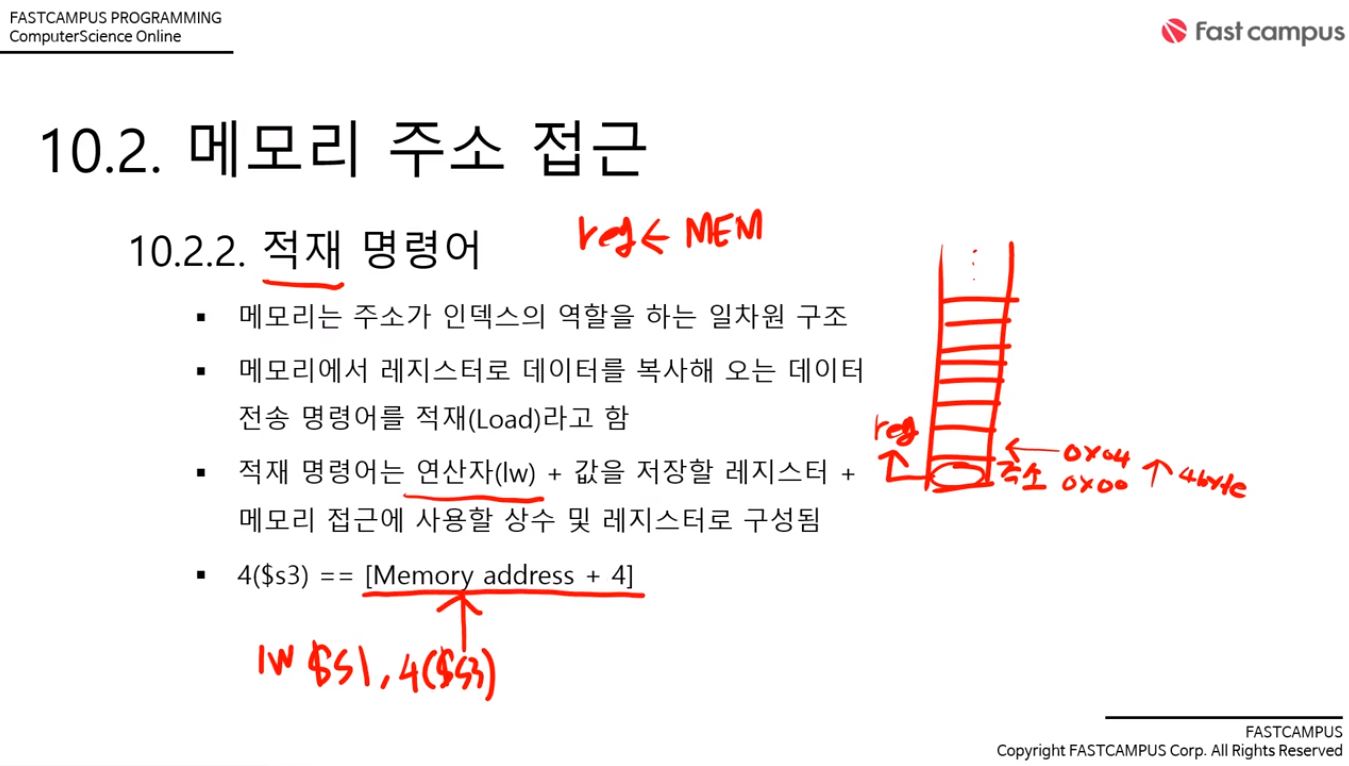 FASTCAMPUS PROGRAMMING
ComputerScience Online
Fast campus
10.2. 메모리 주소 접근
10.2.2. 적재 명령어
reg ← MEM
▪ 메모리는 주소가 인덱스의 역할을 하는 일차원 구조
▪ 메모리에서 레지스터로 데이터를 복사해 오는 데이터
전송 명령어를 적재(Load)라고 함
▪ 적재 명령어는 연산자(lw) + 값을 저장할 레지스터 +
메모리 접근에 사용할 상수 및 레지스터로 구성됨
▪ 4($s3) == [Memory address + 4]
lw $s1, 4($s3)
reg
0x04
주소 0x00
4byte
FASTCAMPUS
Copyright FASTCAMPUS Corp. All Rights Reserved